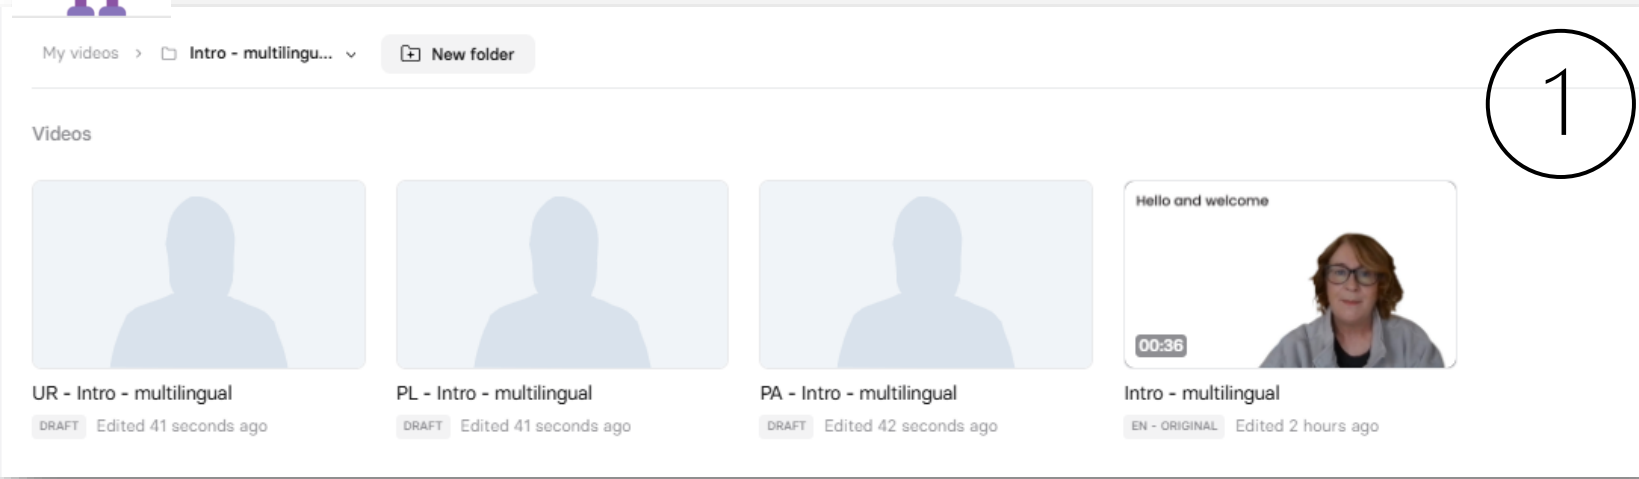 My videos > Intro - multilingu... New folder
1
Videos
Hello and welcome
00:36
UR - Intro - multilingual
DRAFT Edited 41 seconds ago
PL - Intro - multilingual
DRAFT Edited 41 seconds ago
PA - Intro - multilingual
DRAFT Edited 42 seconds ago
Intro - multilingual
EN - ORIGINAL Edited 2 hours ago